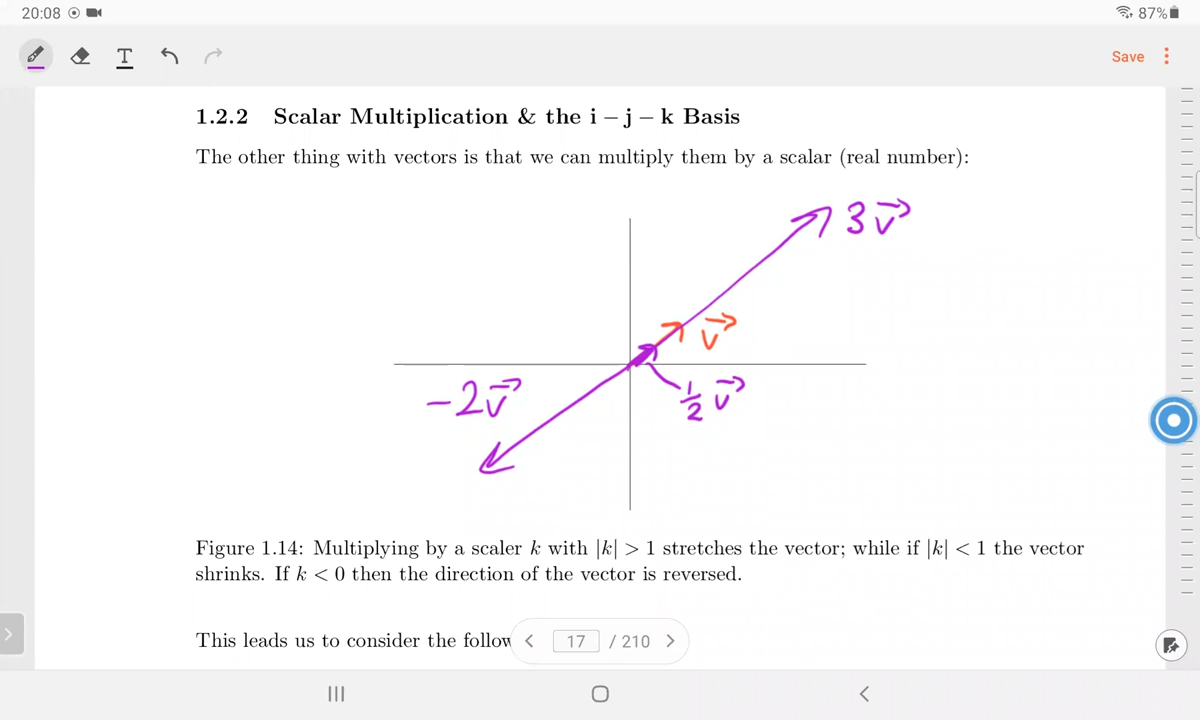 20:08 87%
T Save
1.2.2 Scalar Multiplication & the i – j – k Basis
The other thing with vectors is that we can multiply them by a scalar (real number):
3v⃗
v⃗
-2v⃗
½ v⃗
Figure 1.14: Multiplying by a scaler k with |k| > 1 stretches the vector; while if |k| < 1 the vector
shrinks. If k < 0 then the direction of the vector is reversed.
This leads us to consider the follow
17 / 210